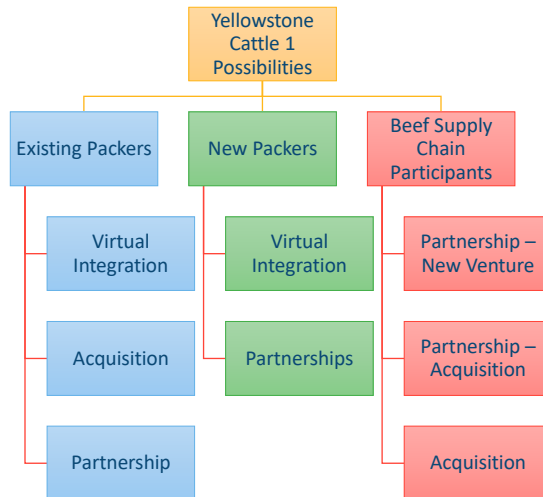 Yellowstone
Cattle 1
Possibilities
Existing Packers
New Packers
Beef Supply
Chain
Participants
Virtual
Integration
Virtual
Integration
Partnership –
New Venture
Acquisition
Partnerships
Partnership –
Acquisition
Partnership
Acquisition